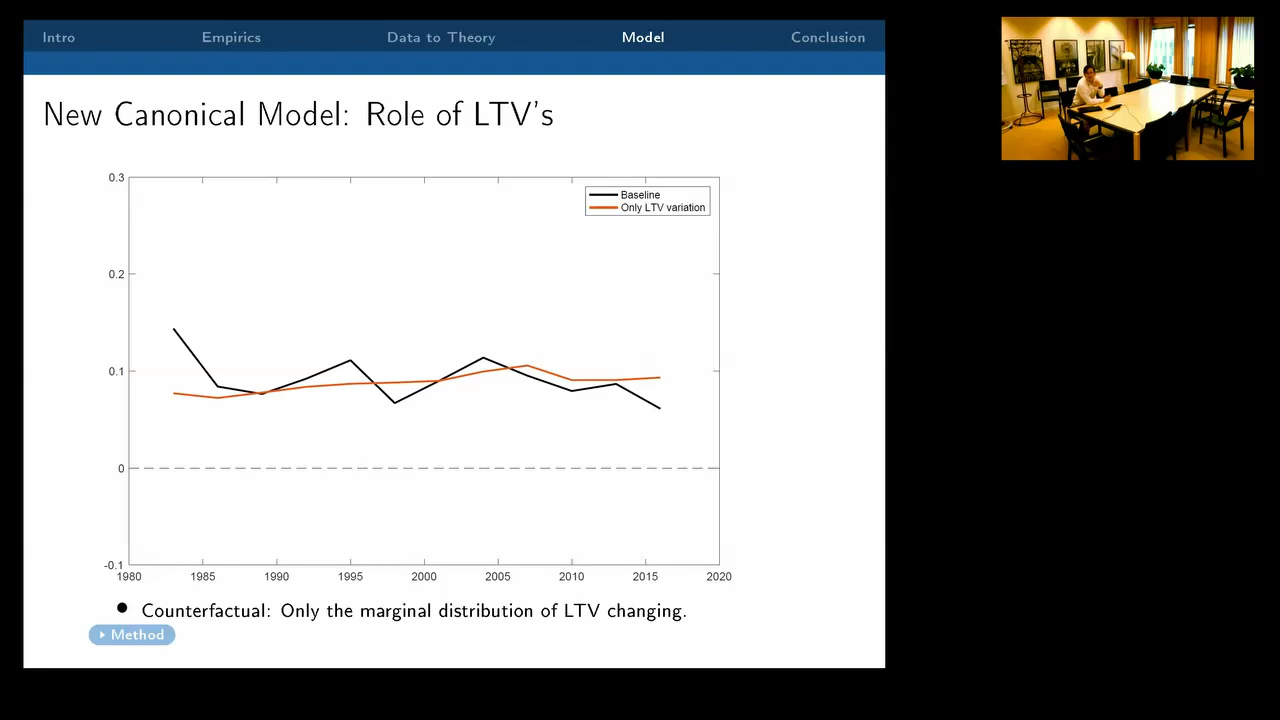 Intro Empirics Data to Theory Model Conclusion
New Canonical Model: Role of LTV's
0.3
Baseline
Only LTV variation
0.2
0.1
0
-0.1
1980 1985 1990 1995 2000 2005 2010 2015 2020
Counterfactual: Only the marginal distribution of LTV changing.
Method